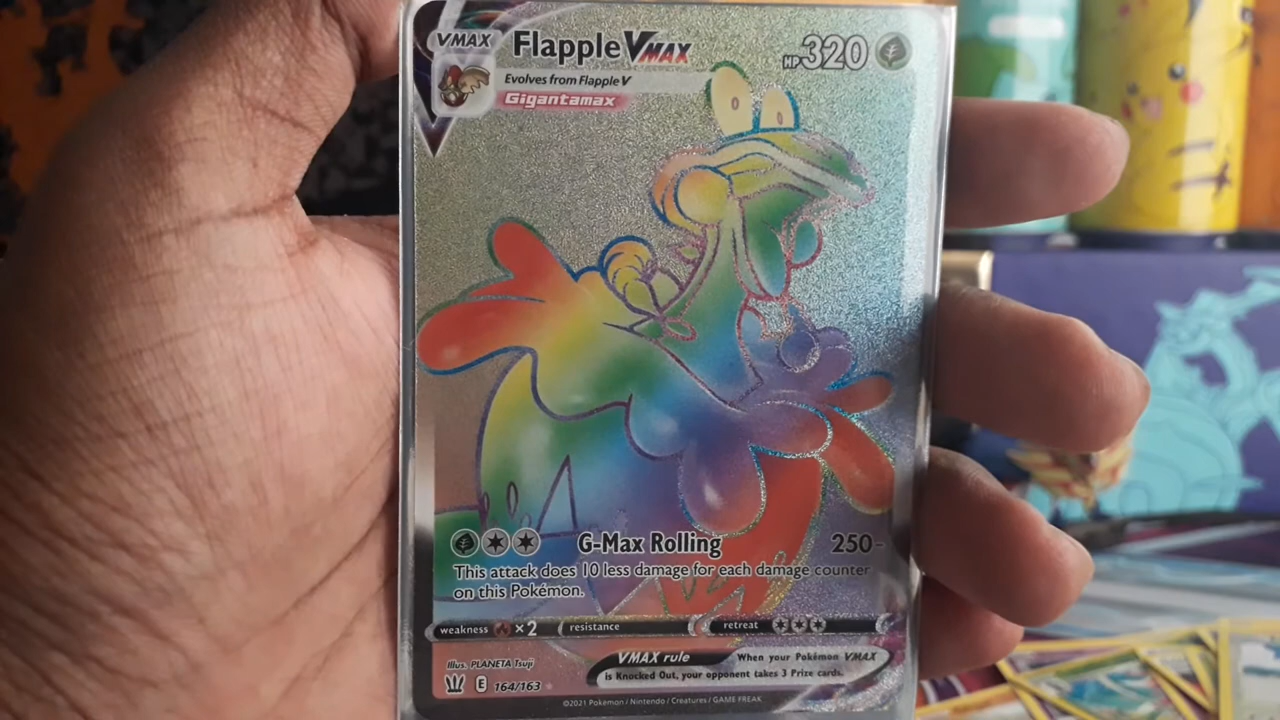 VMAX Flapple VMAX HP 320
Evolves from Flapple V
Gigantamax
G-Max Rolling 250-
This attack does 10 less damage for each damage counter
on this Pokémon.
weakness ×2 resistance retreat
Illus. PLANETA Tsuji
VMAX rule When your Pokémon VMAX
is Knocked Out, your opponent takes 3 Prize cards.
E 164/163
©2021 Pokémon / Nintendo / Creatures / GAME FREAK